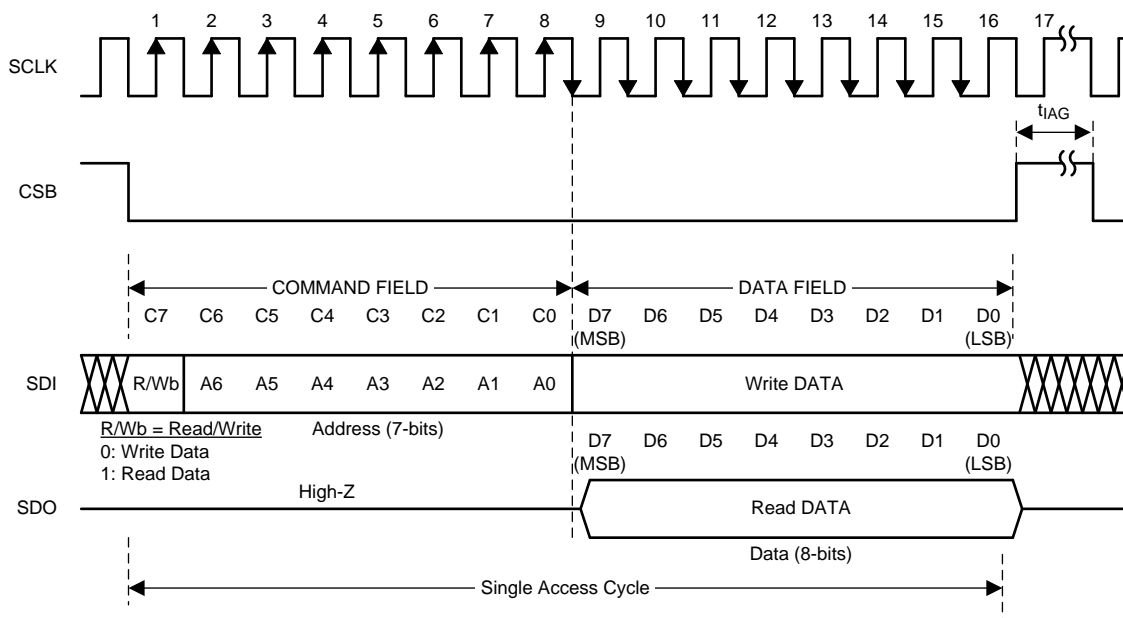 1 2 3 4 5 6 7 8 9 10 11 12 13 14 15 16 17
SCLK
tIAG
CSB
COMMAND FIELD DATA FIELD
C7 C6 C5 C4 C3 C2 C1 C0 D7 D6 D5 D4 D3 D2 D1 D0
(MSB) (LSB)
SDI R/Wb A6 A5 A4 A3 A2 A1 A0 Write DATA
R/Wb = Read/Write Address (7-bits)
0: Write Data
1: Read Data
D7 D6 D5 D4 D3 D2 D1 D0
(MSB) (LSB)
High-Z
SDO Read DATA
Data (8-bits)
Single Access Cycle